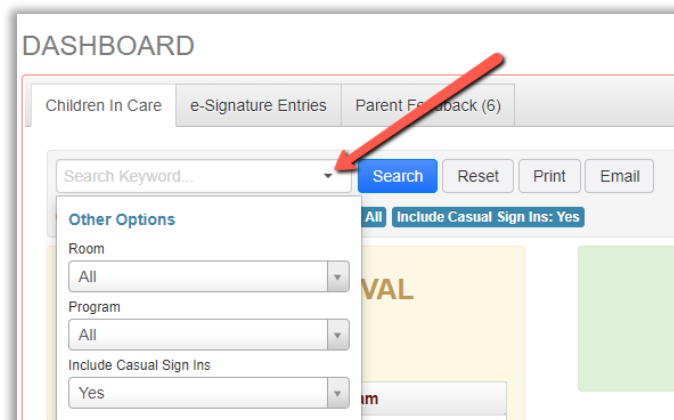 DASHBOARD
Children In Care e-Signature Entries Parent Feedback (6)
Search Keyword... Search Reset Print Email
All Include Casual Sign Ins: Yes
Other Options
Room
All
VAL
Program
All
Include Casual Sign Ins
Yes
am